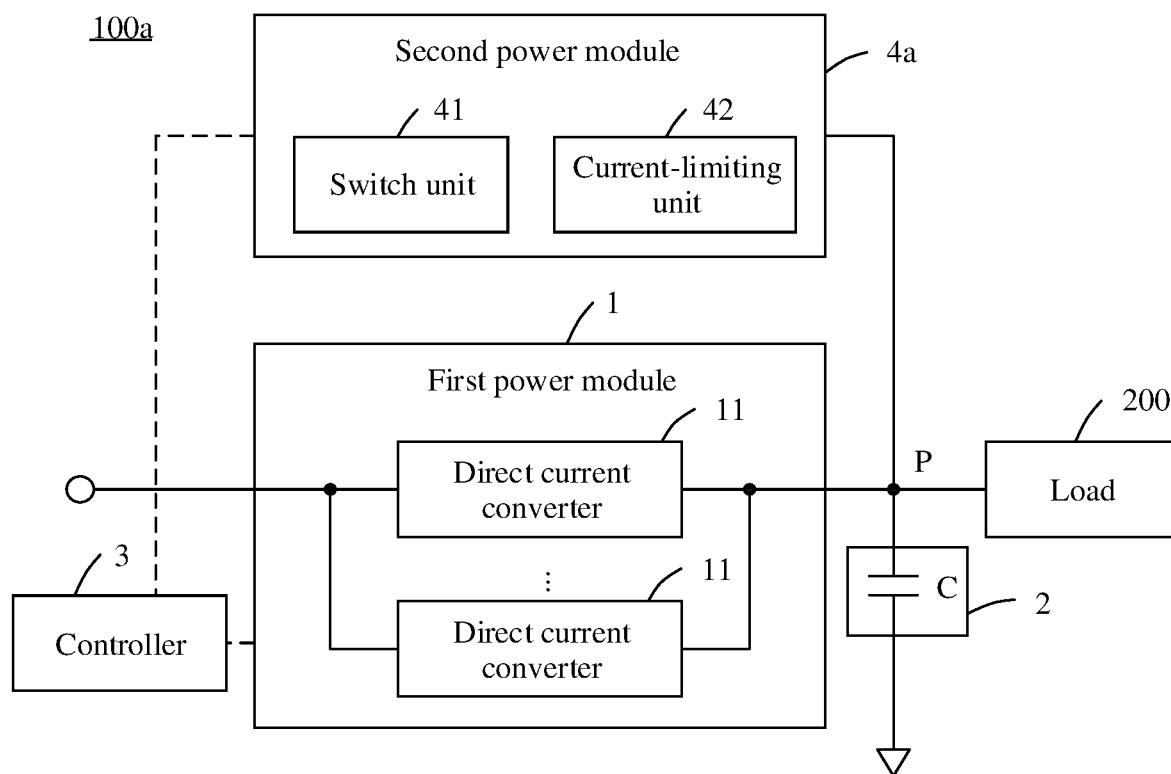 100a
Second power module
4a
41
42
Switch unit
Current-limiting
unit
1
First power module
11
200
Direct current
converter
P
Load
3
11
C
2
Controller
Direct current
converter